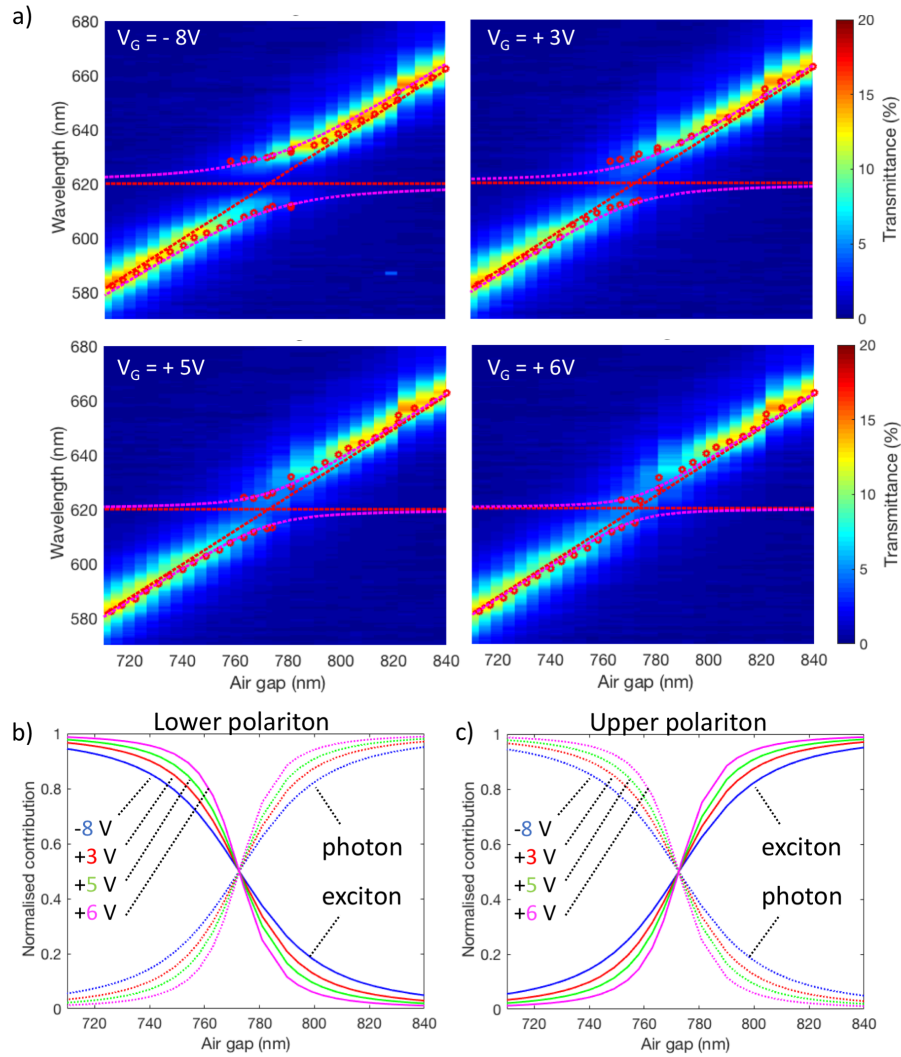 a)
V_G = - 8V
V_G = + 3V
680
660
640
620
600
580
Wavelength (nm)
20
15
10
5
0
Transmittance (%)
V_G = + 5V
V_G = + 6V
680
660
640
620
600
580
Wavelength (nm)
720 740 760 780 800 820 840
Air gap (nm)
720 740 760 780 800 820 840
Air gap (nm)
20
15
10
5
0
Transmittance (%)
b)
Lower polariton
1
0.8
0.6
0.4
0.2
0
Normalised contribution
-8 V
+3 V
+5 V
+6 V
photon
exciton
720 740 760 780 800 820 840
Air gap (nm)
c)
Upper polariton
1
0.8
0.6
0.4
0.2
0
Normalised contribution
-8 V
+3 V
+5 V
+6 V
exciton
photon
720 740 760 780 800 820 840
Air gap (nm)